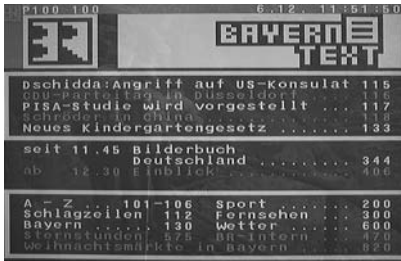 P100 100 6.12. 11:51:50
BAYERN
TEXT
Dschidda:Angriff auf US-Konsulat 115
CDU-Parteitag in Düsseldorf ... 116
PISA-Studie wird vorgestellt .... 117
Schröder in China ........... 118
Neues Kindergartengesetz ....... 133
seit 11.45 Bilderbuch
Deutschland ......... 344
ab 12.30 Einblick ........... 406
A - Z ... 101-106 Sport ....... 200
Schlagzeilen 112 Fernsehen ... 300
Bayern ...... 130 Wetter ...... 600
Sternstunden 575 BR-Intern ... 470
Weihnachtsmärkte in Bayern .... 820